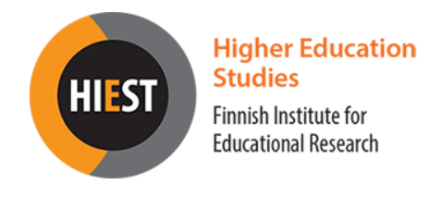 HIEST
Higher Education
Studies
Finnish Institute for
Educational Research